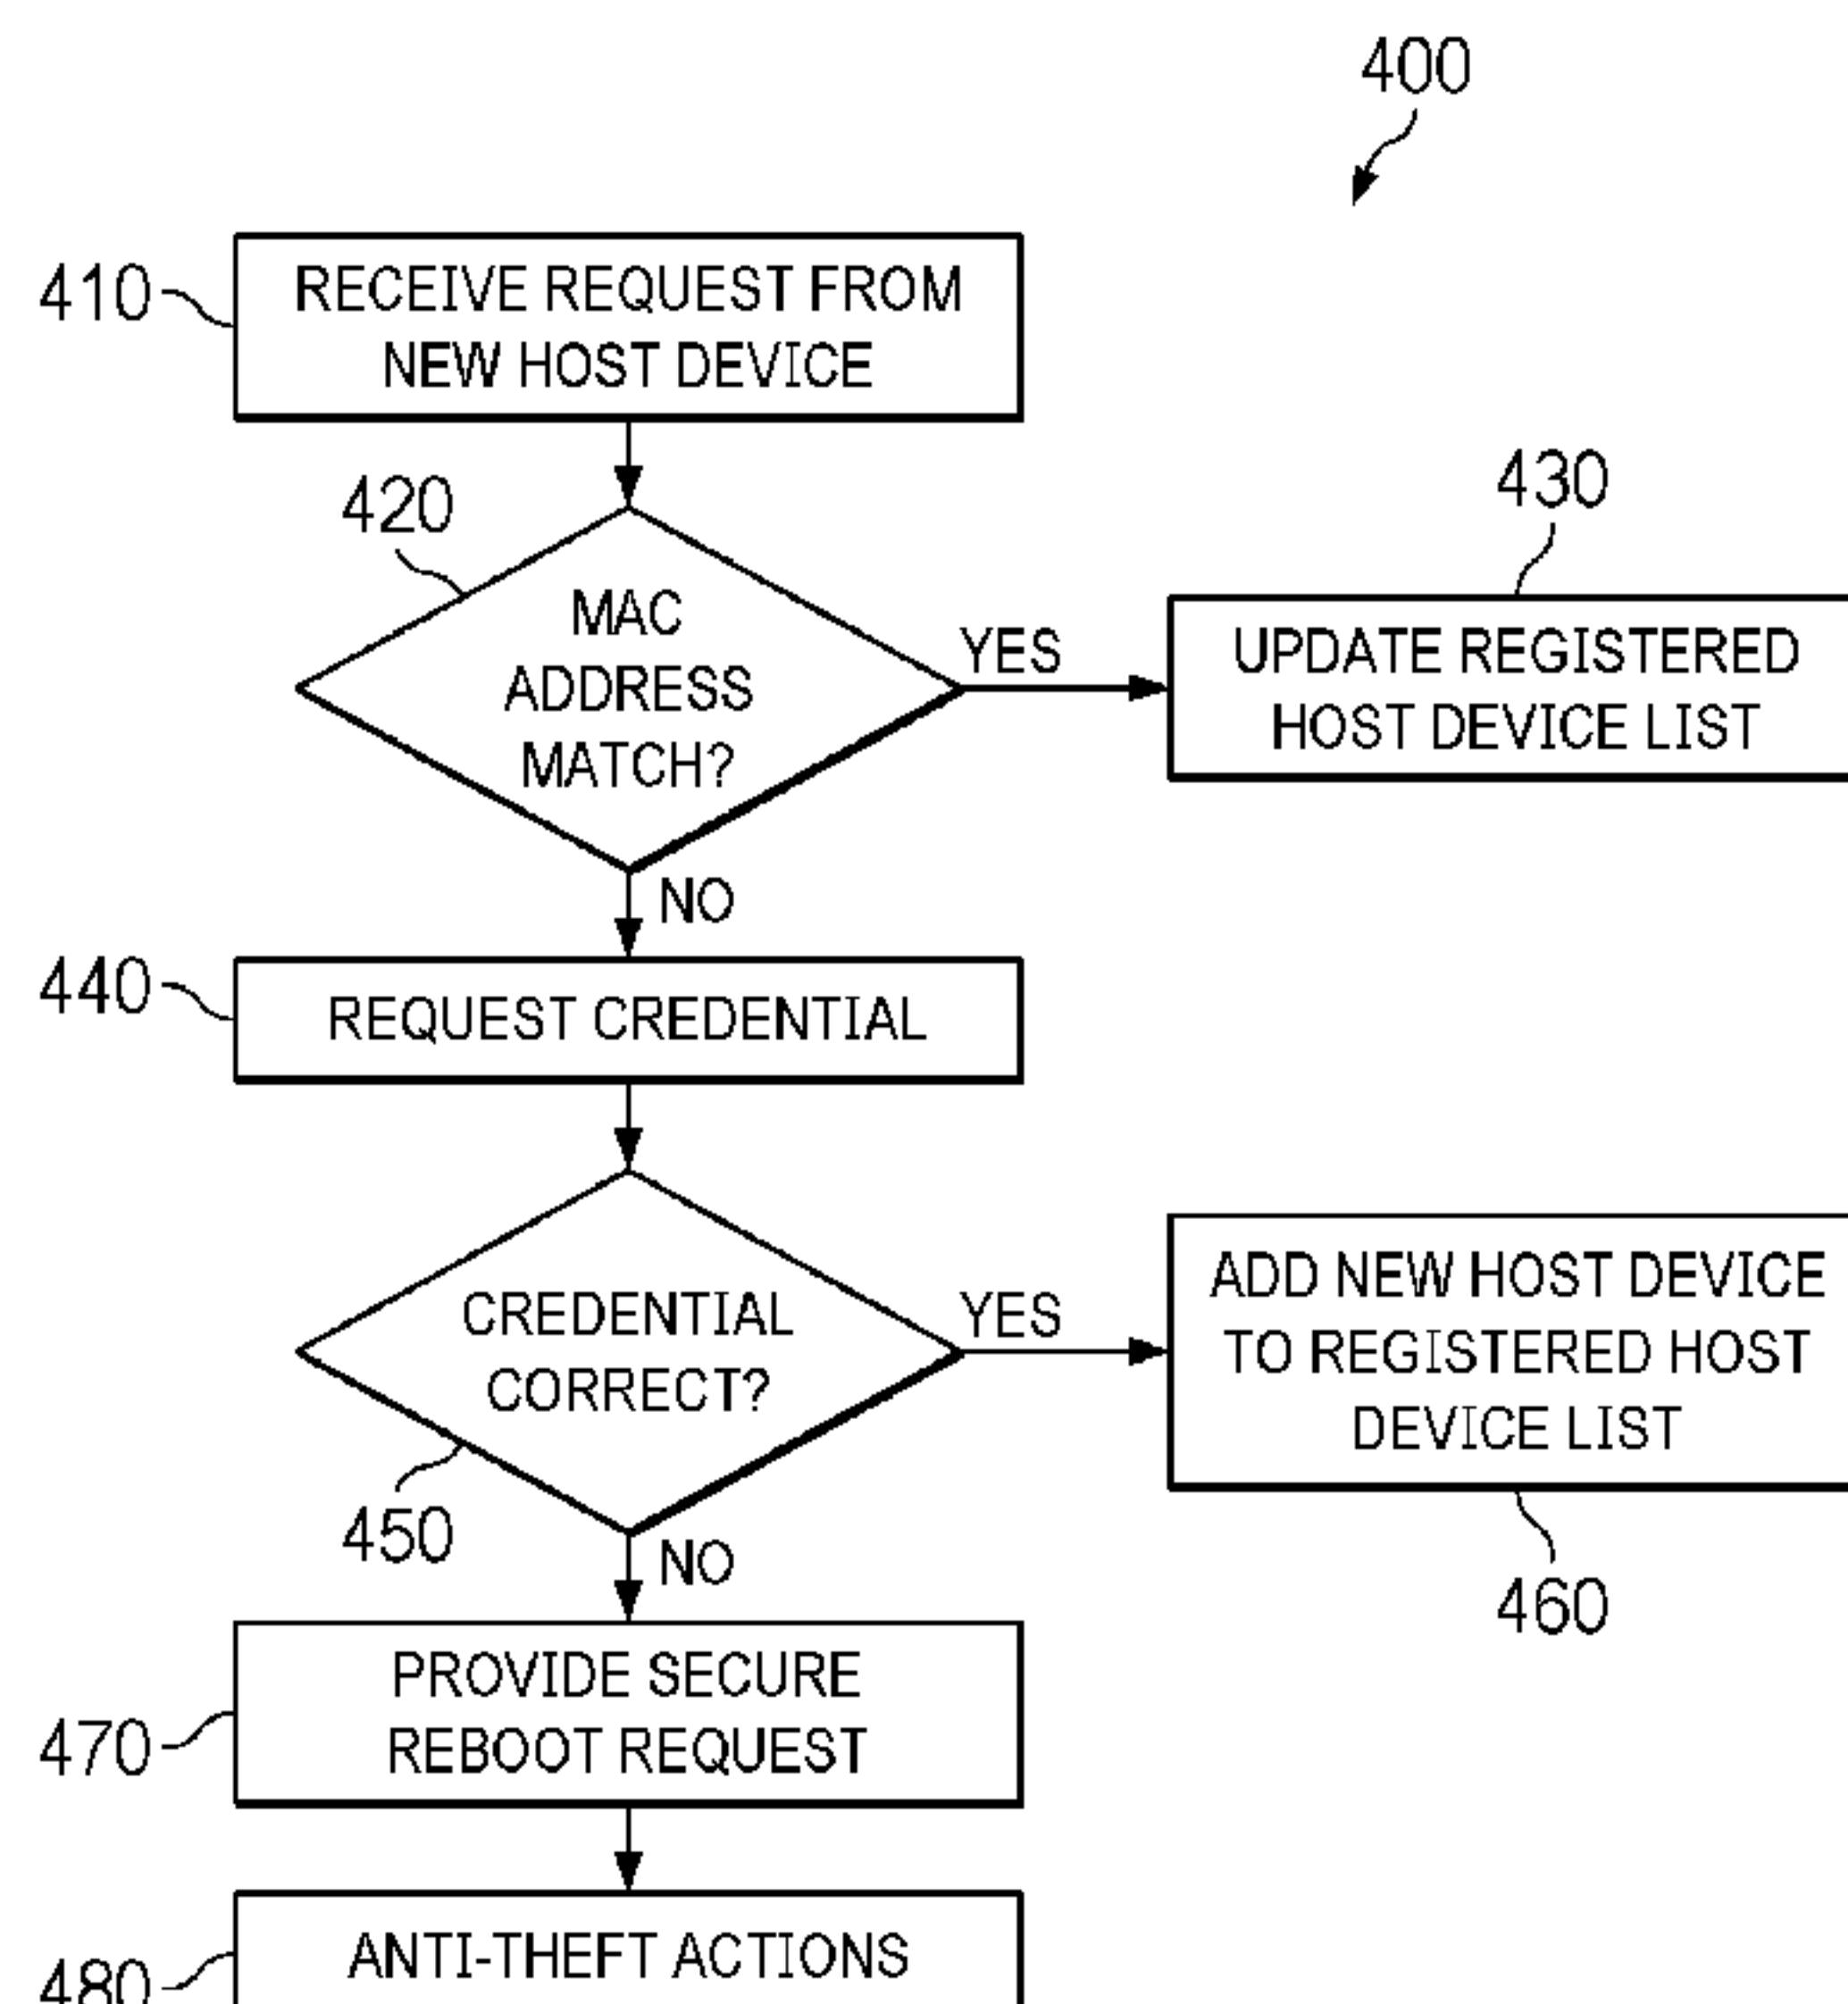 400
410
RECEIVE REQUEST FROM
NEW HOST DEVICE
420
MAC
ADDRESS
MATCH?
YES
430
UPDATE REGISTERED
HOST DEVICE LIST
NO
440
REQUEST CREDENTIAL
CREDENTIAL
CORRECT?
450
YES
ADD NEW HOST DEVICE
TO REGISTERED HOST
DEVICE LIST
460
NO
PROVIDE SECURE
REBOOT REQUEST
470
ANTI-THEFT ACTIONS
480